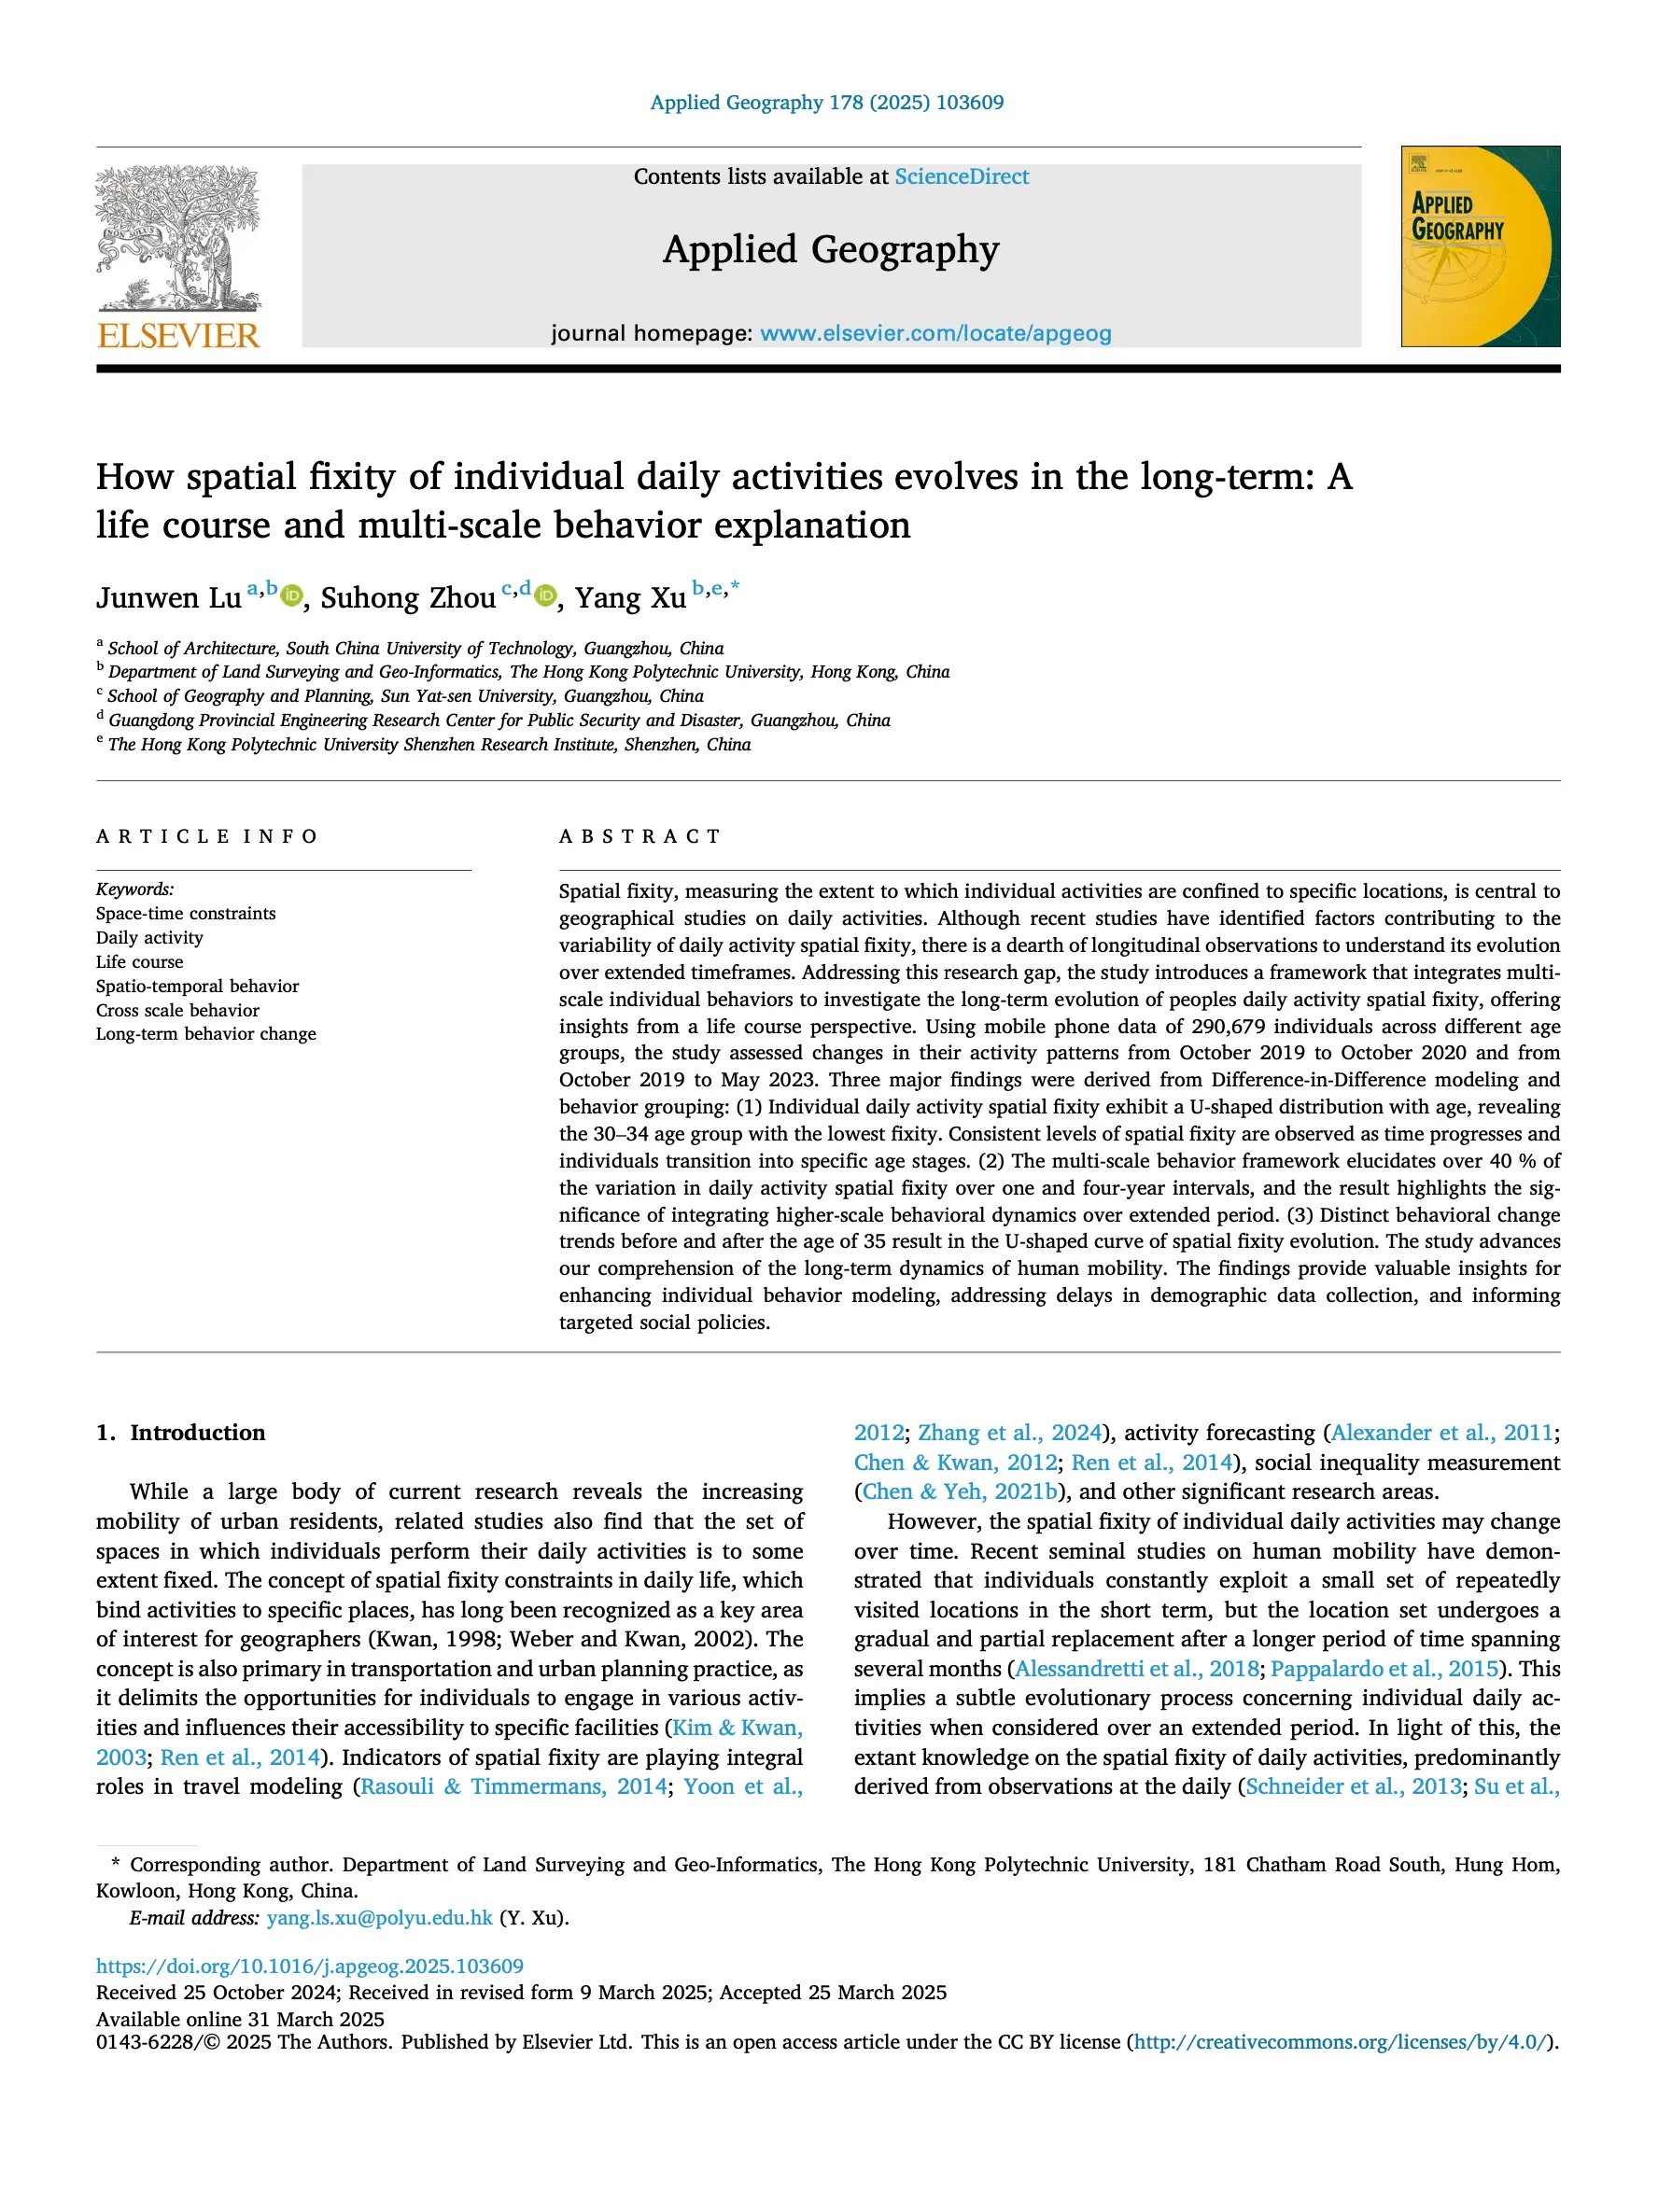 Applied Geography 178 (2025) 103609
Contents lists available at ScienceDirect
Applied Geography
journal homepage: www.elsevier.com/locate/apgeog
NON SOLUS
ELSEVIER
APPLIED
GEOGRAPHY
How spatial fixity of individual daily activities evolves in the long-term: A
life course and multi-scale behavior explanation
Junwen Lu a,b, Suhong Zhou c,d, Yang Xu b,e,*
a School of Architecture, South China University of Technology, Guangzhou, China
b Department of Land Surveying and Geo-Informatics, The Hong Kong Polytechnic University, Hong Kong, China
c School of Geography and Planning, Sun Yat-sen University, Guangzhou, China
d Guangdong Provincial Engineering Research Center for Public Security and Disaster, Guangzhou, China
e The Hong Kong Polytechnic University Shenzhen Research Institute, Shenzhen, China
ARTICLE INFO
Keywords:
Space-time constraints
Daily activity
Life course
Spatio-temporal behavior
Cross scale behavior
Long-term behavior change
ABSTRACT
Spatial fixity, measuring the extent to which individual activities are confined to specific locations, is central to
geographical studies on daily activities. Although recent studies have identified factors contributing to the
variability of daily activity spatial fixity, there is a dearth of longitudinal observations to understand its evolution
over extended timeframes. Addressing this research gap, the study introduces a framework that integrates multi-
scale individual behaviors to investigate the long-term evolution of peoples daily activity spatial fixity, offering
insights from a life course perspective. Using mobile phone data of 290,679 individuals across different age
groups, the study assessed changes in their activity patterns from October 2019 to October 2020 and from
October 2019 to May 2023. Three major findings were derived from Difference-in-Difference modeling and
behavior grouping: (1) Individual daily activity spatial fixity exhibit a U-shaped distribution with age, revealing
the 30–34 age group with the lowest fixity. Consistent levels of spatial fixity are observed as time progresses and
individuals transition into specific age stages. (2) The multi-scale behavior framework elucidates over 40 % of
the variation in daily activity spatial fixity over one and four-year intervals, and the result highlights the sig-
nificance of integrating higher-scale behavioral dynamics over extended period. (3) Distinct behavioral change
trends before and after the age of 35 result in the U-shaped curve of spatial fixity evolution. The study advances
our comprehension of the long-term dynamics of human mobility. The findings provide valuable insights for
enhancing individual behavior modeling, addressing delays in demographic data collection, and informing
targeted social policies.
1. Introduction
While a large body of current research reveals the increasing
mobility of urban residents, related studies also find that the set of
spaces in which individuals perform their daily activities is to some
extent fixed. The concept of spatial fixity constraints in daily life, which
bind activities to specific places, has long been recognized as a key area
of interest for geographers (Kwan, 1998; Weber and Kwan, 2002). The
concept is also primary in transportation and urban planning practice, as
it delimits the opportunities for individuals to engage in various activ-
ities and influences their accessibility to specific facilities (Kim & Kwan,
2003; Ren et al., 2014). Indicators of spatial fixity are playing integral
roles in travel modeling (Rasouli & Timmermans, 2014; Yoon et al.,
2012; Zhang et al., 2024), activity forecasting (Alexander et al., 2011;
Chen & Kwan, 2012; Ren et al., 2014), social inequality measurement
(Chen & Yeh, 2021b), and other significant research areas.
However, the spatial fixity of individual daily activities may change
over time. Recent seminal studies on human mobility have demon-
strated that individuals constantly exploit a small set of repeatedly
visited locations in the short term, but the location set undergoes a
gradual and partial replacement after a longer period of time spanning
several months (Alessandretti et al., 2018; Pappalardo et al., 2015). This
implies a subtle evolutionary process concerning individual daily ac-
tivities when considered over an extended period. In light of this, the
extant knowledge on the spatial fixity of daily activities, predominantly
derived from observations at the daily (Schneider et al., 2013; Su et al.,
* Corresponding author. Department of Land Surveying and Geo-Informatics, The Hong Kong Polytechnic University, 181 Chatham Road South, Hung Hom,
Kowloon, Hong Kong, China.
E-mail address: yang.ls.xu@polyu.edu.hk (Y. Xu).
https://doi.org/10.1016/j.apgeog.2025.103609
Received 25 October 2024; Received in revised form 9 March 2025; Accepted 25 March 2025
Available online 31 March 2025
0143-6228/© 2025 The Authors. Published by Elsevier Ltd. This is an open access article under the CC BY license (http://creativecommons.org/licenses/by/4.0/).